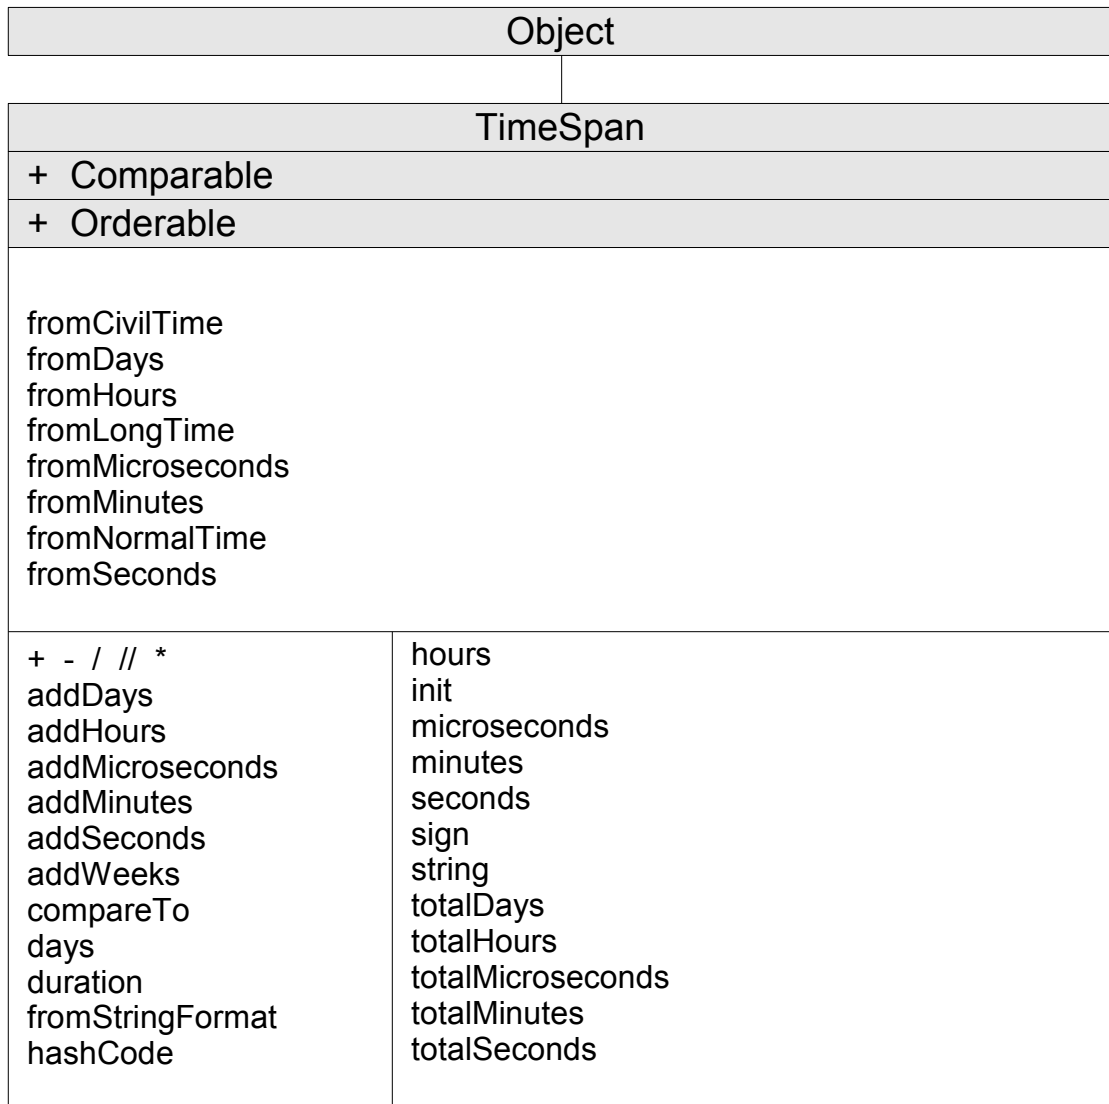 Object
TimeSpan
+ Comparable
+ Orderable
fromCivilTime
fromDays
fromHours
fromLongTime
fromMicroseconds
fromMinutes
fromNormalTime
fromSeconds
+ - / // *
addDays
addHours
addMicroseconds
addMinutes
addSeconds
addWeeks
compareTo
days
duration
fromStringFormat
hashCode
hours
init
microseconds
minutes
seconds
sign
string
totalDays
totalHours
totalMicroseconds
totalMinutes
totalSeconds